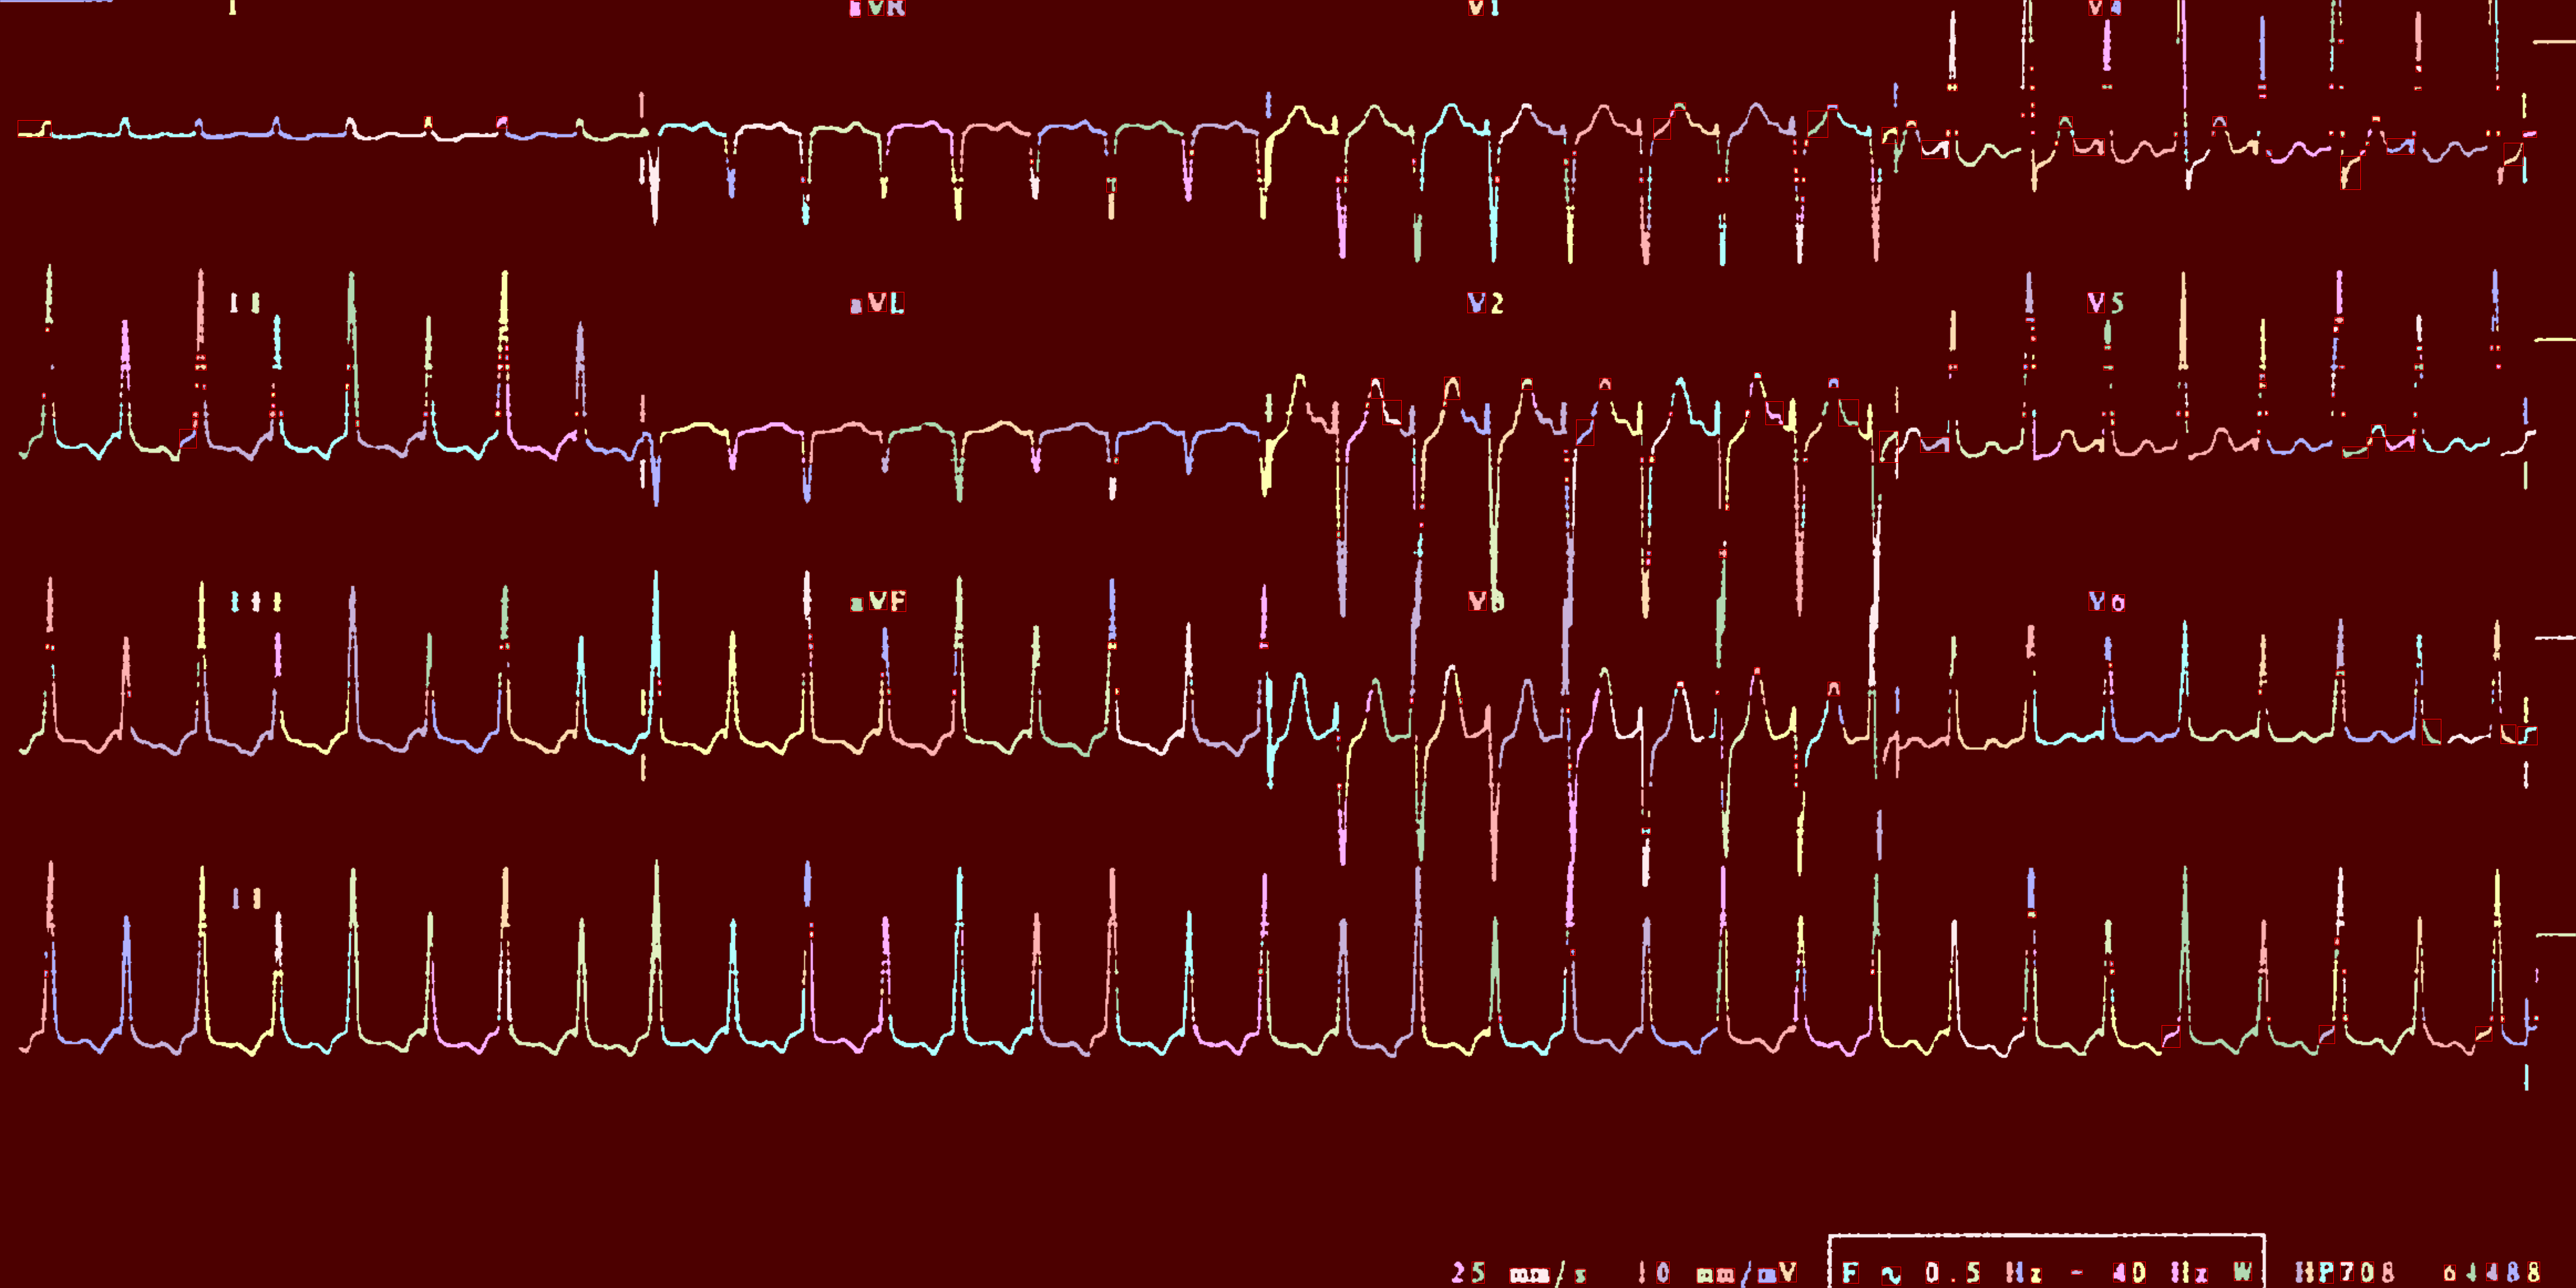 I aVR V1 V4
II aVL V2 V5
III aVF V3 V6
II
25 mm/s 10 mm/mV F ~ 0.5 Hz - 40 Hz W HP708 64488